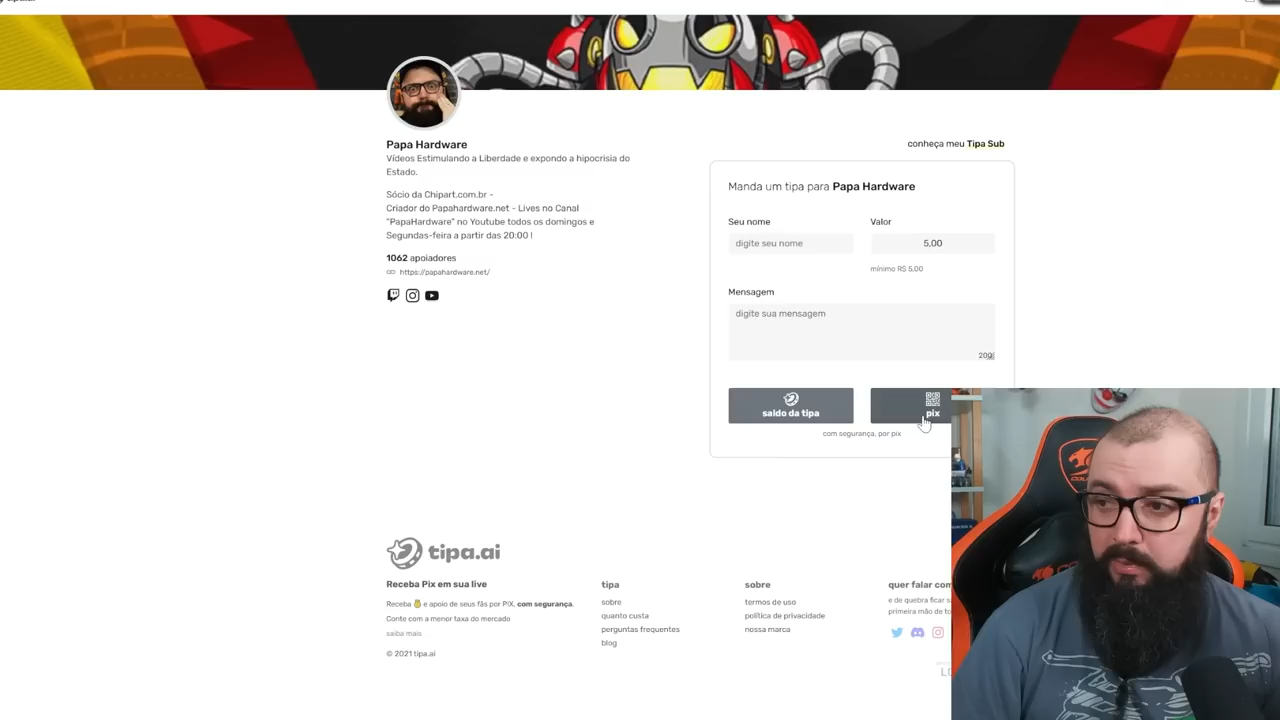 Papa Hardware
Vídeos Estimulando a Liberdade e expondo a hipocrisia do
Estado.
Sócio da Chipart.com.br -
Criador do Papahardware.net - Lives no Canal
"PapaHardware" no Youtube todos os domingos e
Segundas-feira a partir das 20:00 !
1062 apoiadores
https://papahardware.net/
conheça meu Tipa Sub
Manda um tipa para Papa Hardware
Seu nome
Valor
digite seu nome
5,00
mínimo R$ 5,00
Mensagem
digite sua mensagem
200
saldo da tipa
pix
com segurança, por pix
tipa.ai
Receba Pix em sua live
Receba e apoio de seus fãs por PIX, com segurança.
Conte com a menor taxa do mercado
saiba mais
© 2021 tipa.ai
tipa
sobre
quanto custa
perguntas frequentes
blog
sobre
termos de uso
política de privacidade
nossa marca
quer falar com
e de quebra ficar
primeira mão de